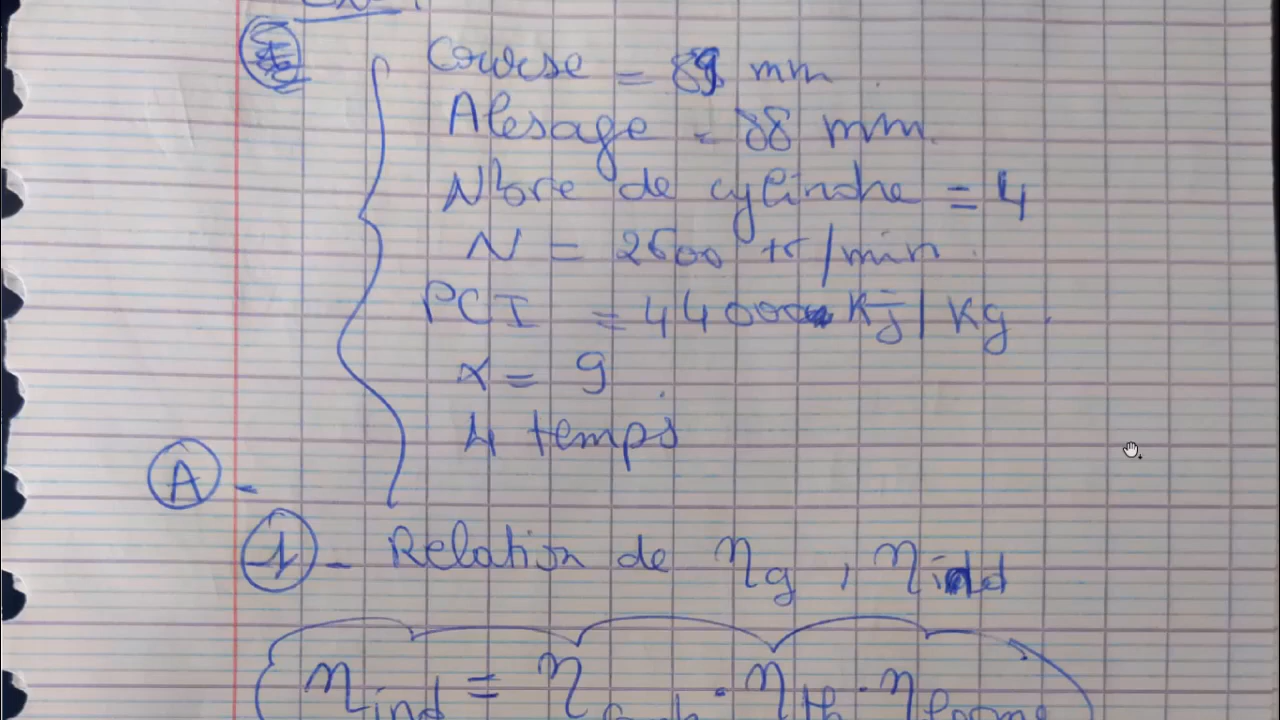 Course = 89 mm
Alesage = 88 mm
Nbre de cylindre = 4
N = 2600 tr/min
PCI = 44000 KJ/Kg
α = 9
4 temps
A -
1 - Relation de ηg, ηind
ηind = η . ηth . ηforme